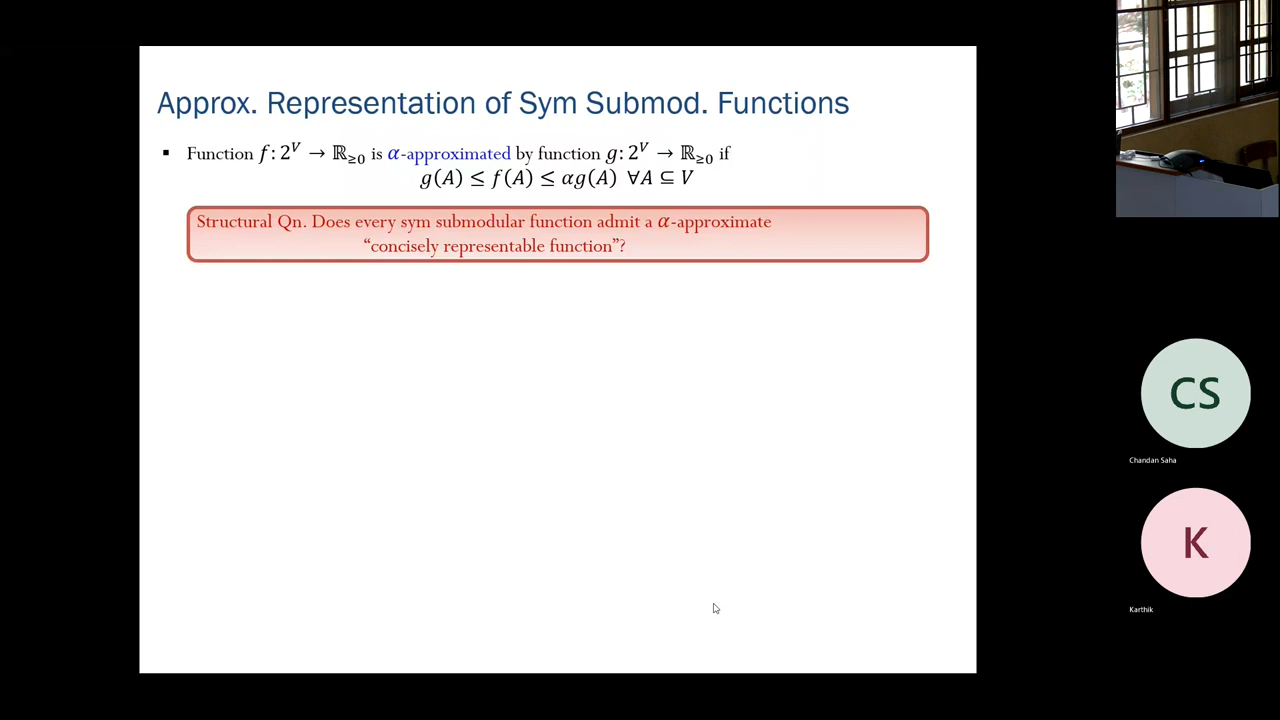 Approx. Representation of Sym Submod. Functions
▪ Function f: 2^V → ℝ≥0 is α-approximated by function g: 2^V → ℝ≥0 if
g(A) ≤ f(A) ≤ αg(A) ∀A ⊆ V
Structural Qn. Does every sym submodular function admit a α-approximate
“concisely representable function”?
CS
Chandan Saha
K
Karthik